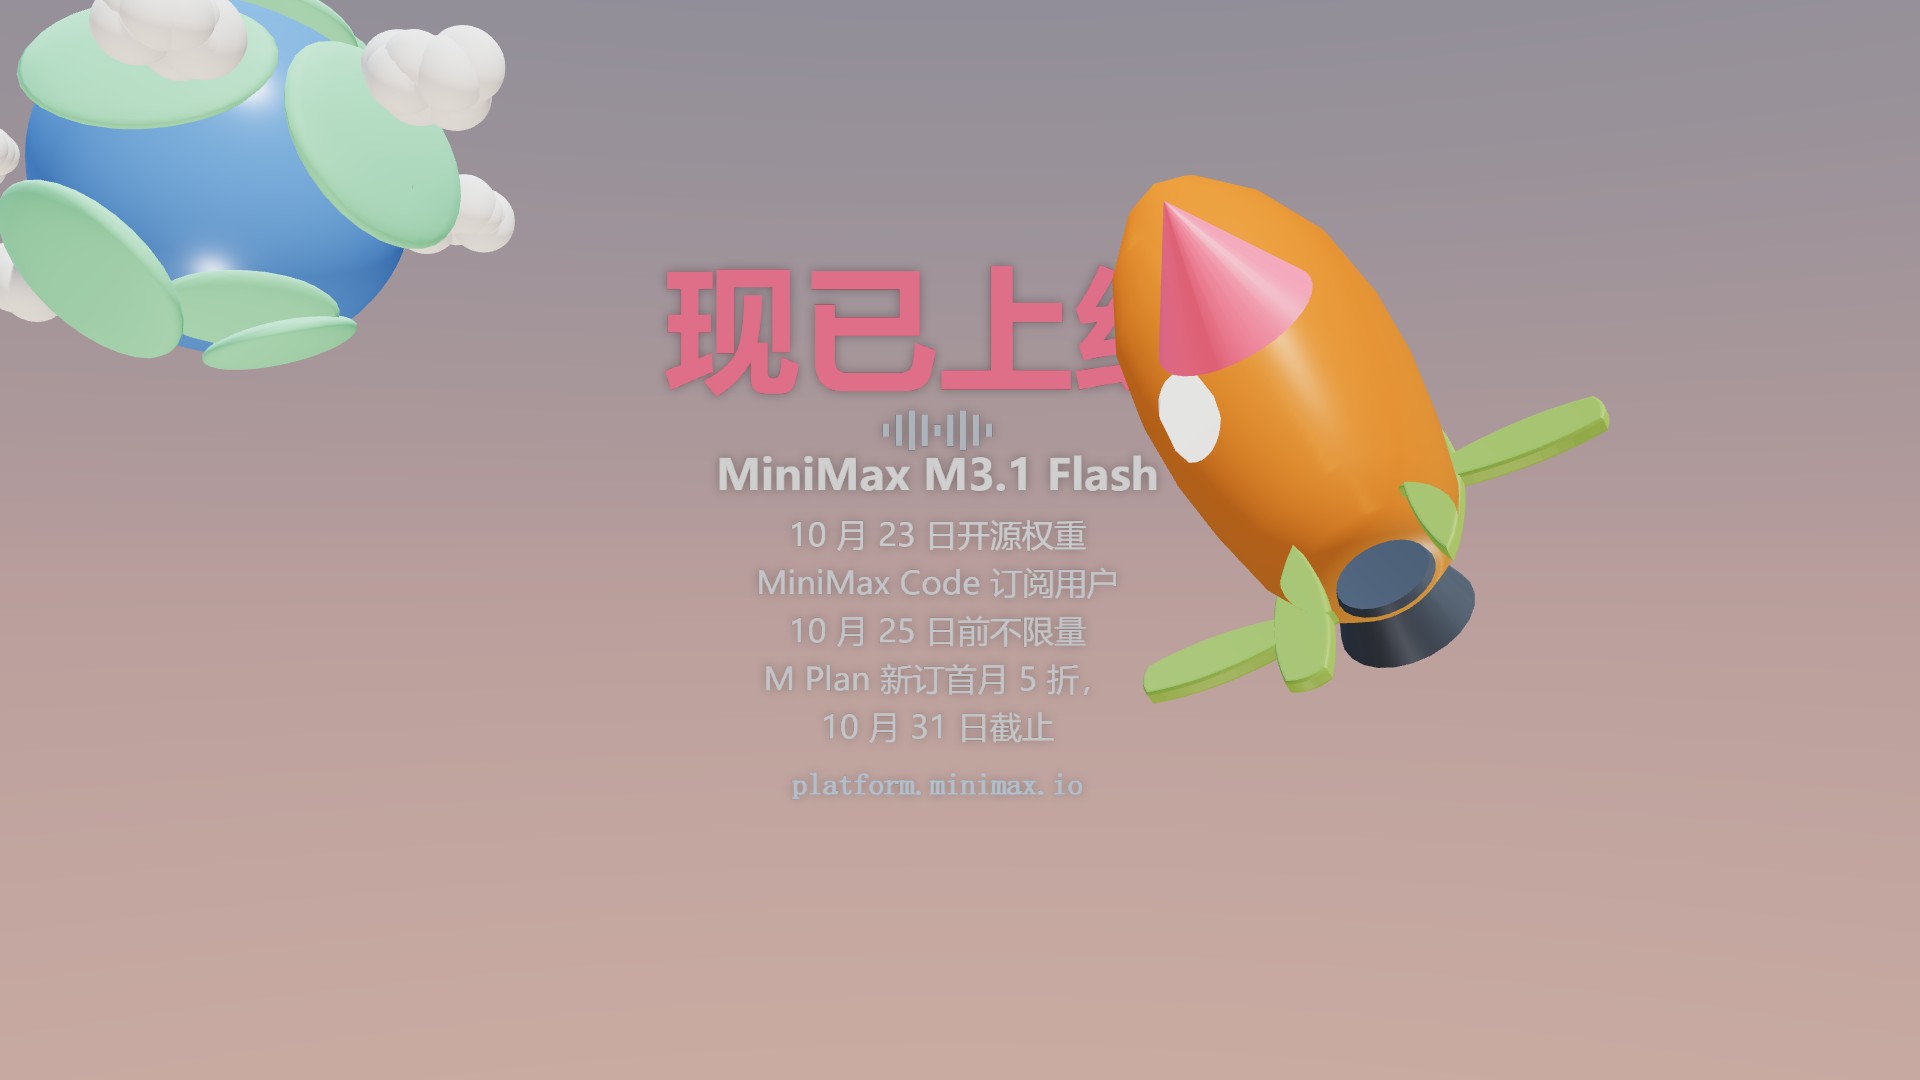 现已上
MiniMax M3.1 Flash
10 月 23 日开源权重
MiniMax Code 订阅用户
10 月 25 日前不限量
M Plan 新订首月 5 折，
10 月 31 日截止
platform.minimax.io